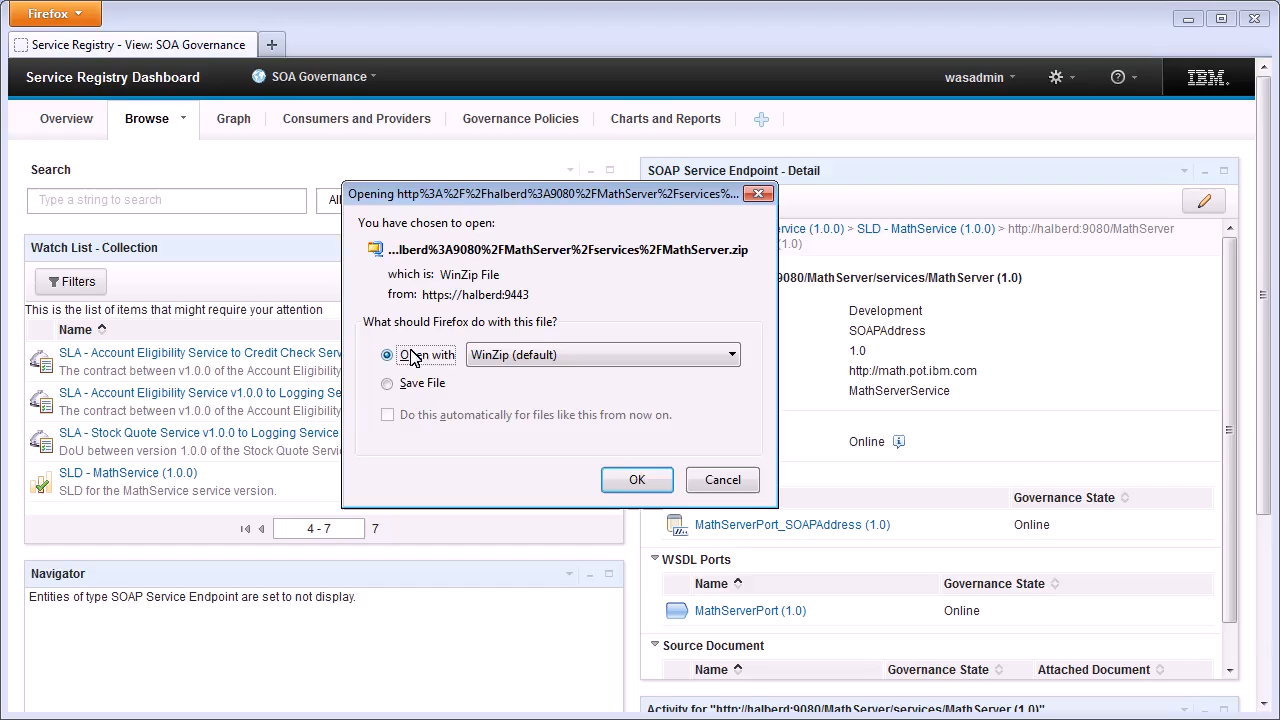 Firefox
Service Registry - View: SOA Governance
Service Registry Dashboard
SOA Governance
wasadmin
IBM.
Overview
Browse
Graph
Consumers and Providers
Governance Policies
Charts and Reports
Search
Type a string to search
Watch List - Collection
Filters
This is the list of items that might require your attention
Name
SLA - Account Eligibility Service to Credit Check Serv
The contract between v1.0.0 of the Account Eligibility
SLA - Account Eligibility Service v1.0.0 to Logging Se
The contract between v1.0.0 of the Account Eligibility
SLA - Stock Quote Service v1.0.0 to Logging Service
DoU between version 1.0.0 of the Stock Quote Servic
SLD - MathService (1.0.0)
SLD for the MathService service version.
4 - 7
7
Navigator
Entities of type SOAP Service Endpoint are set to not display.
Opening http%3A%2F%2Fhalberd%3A9080%2FMathServer%2Fservices%...
You have chosen to open:
...lberd%3A9080%2FMathServer%2Fservices%2FMathServer.zip
which is: WinZip File
from: https://halberd:9443
What should Firefox do with this file?
Open with
WinZip (default)
Save File
Do this automatically for files like this from now on.
OK
Cancel
SOAP Service Endpoint - Detail
rvice (1.0.0) > SLD - MathService (1.0.0) > http://halberd:9080/MathServer
(1.0)
9080/MathServer/services/MathServer (1.0)
Development
SOAPAddress
1.0
http://math.pot.ibm.com
MathServerService
Online
Governance State
MathServerPort_SOAPAddress (1.0)
Online
WSDL Ports
Name
Governance State
MathServerPort (1.0)
Online
Source Document
Name
Governance State
Attached Document
Activity for "http://halberd:9080/MathServer/services/MathServer (1.0)"